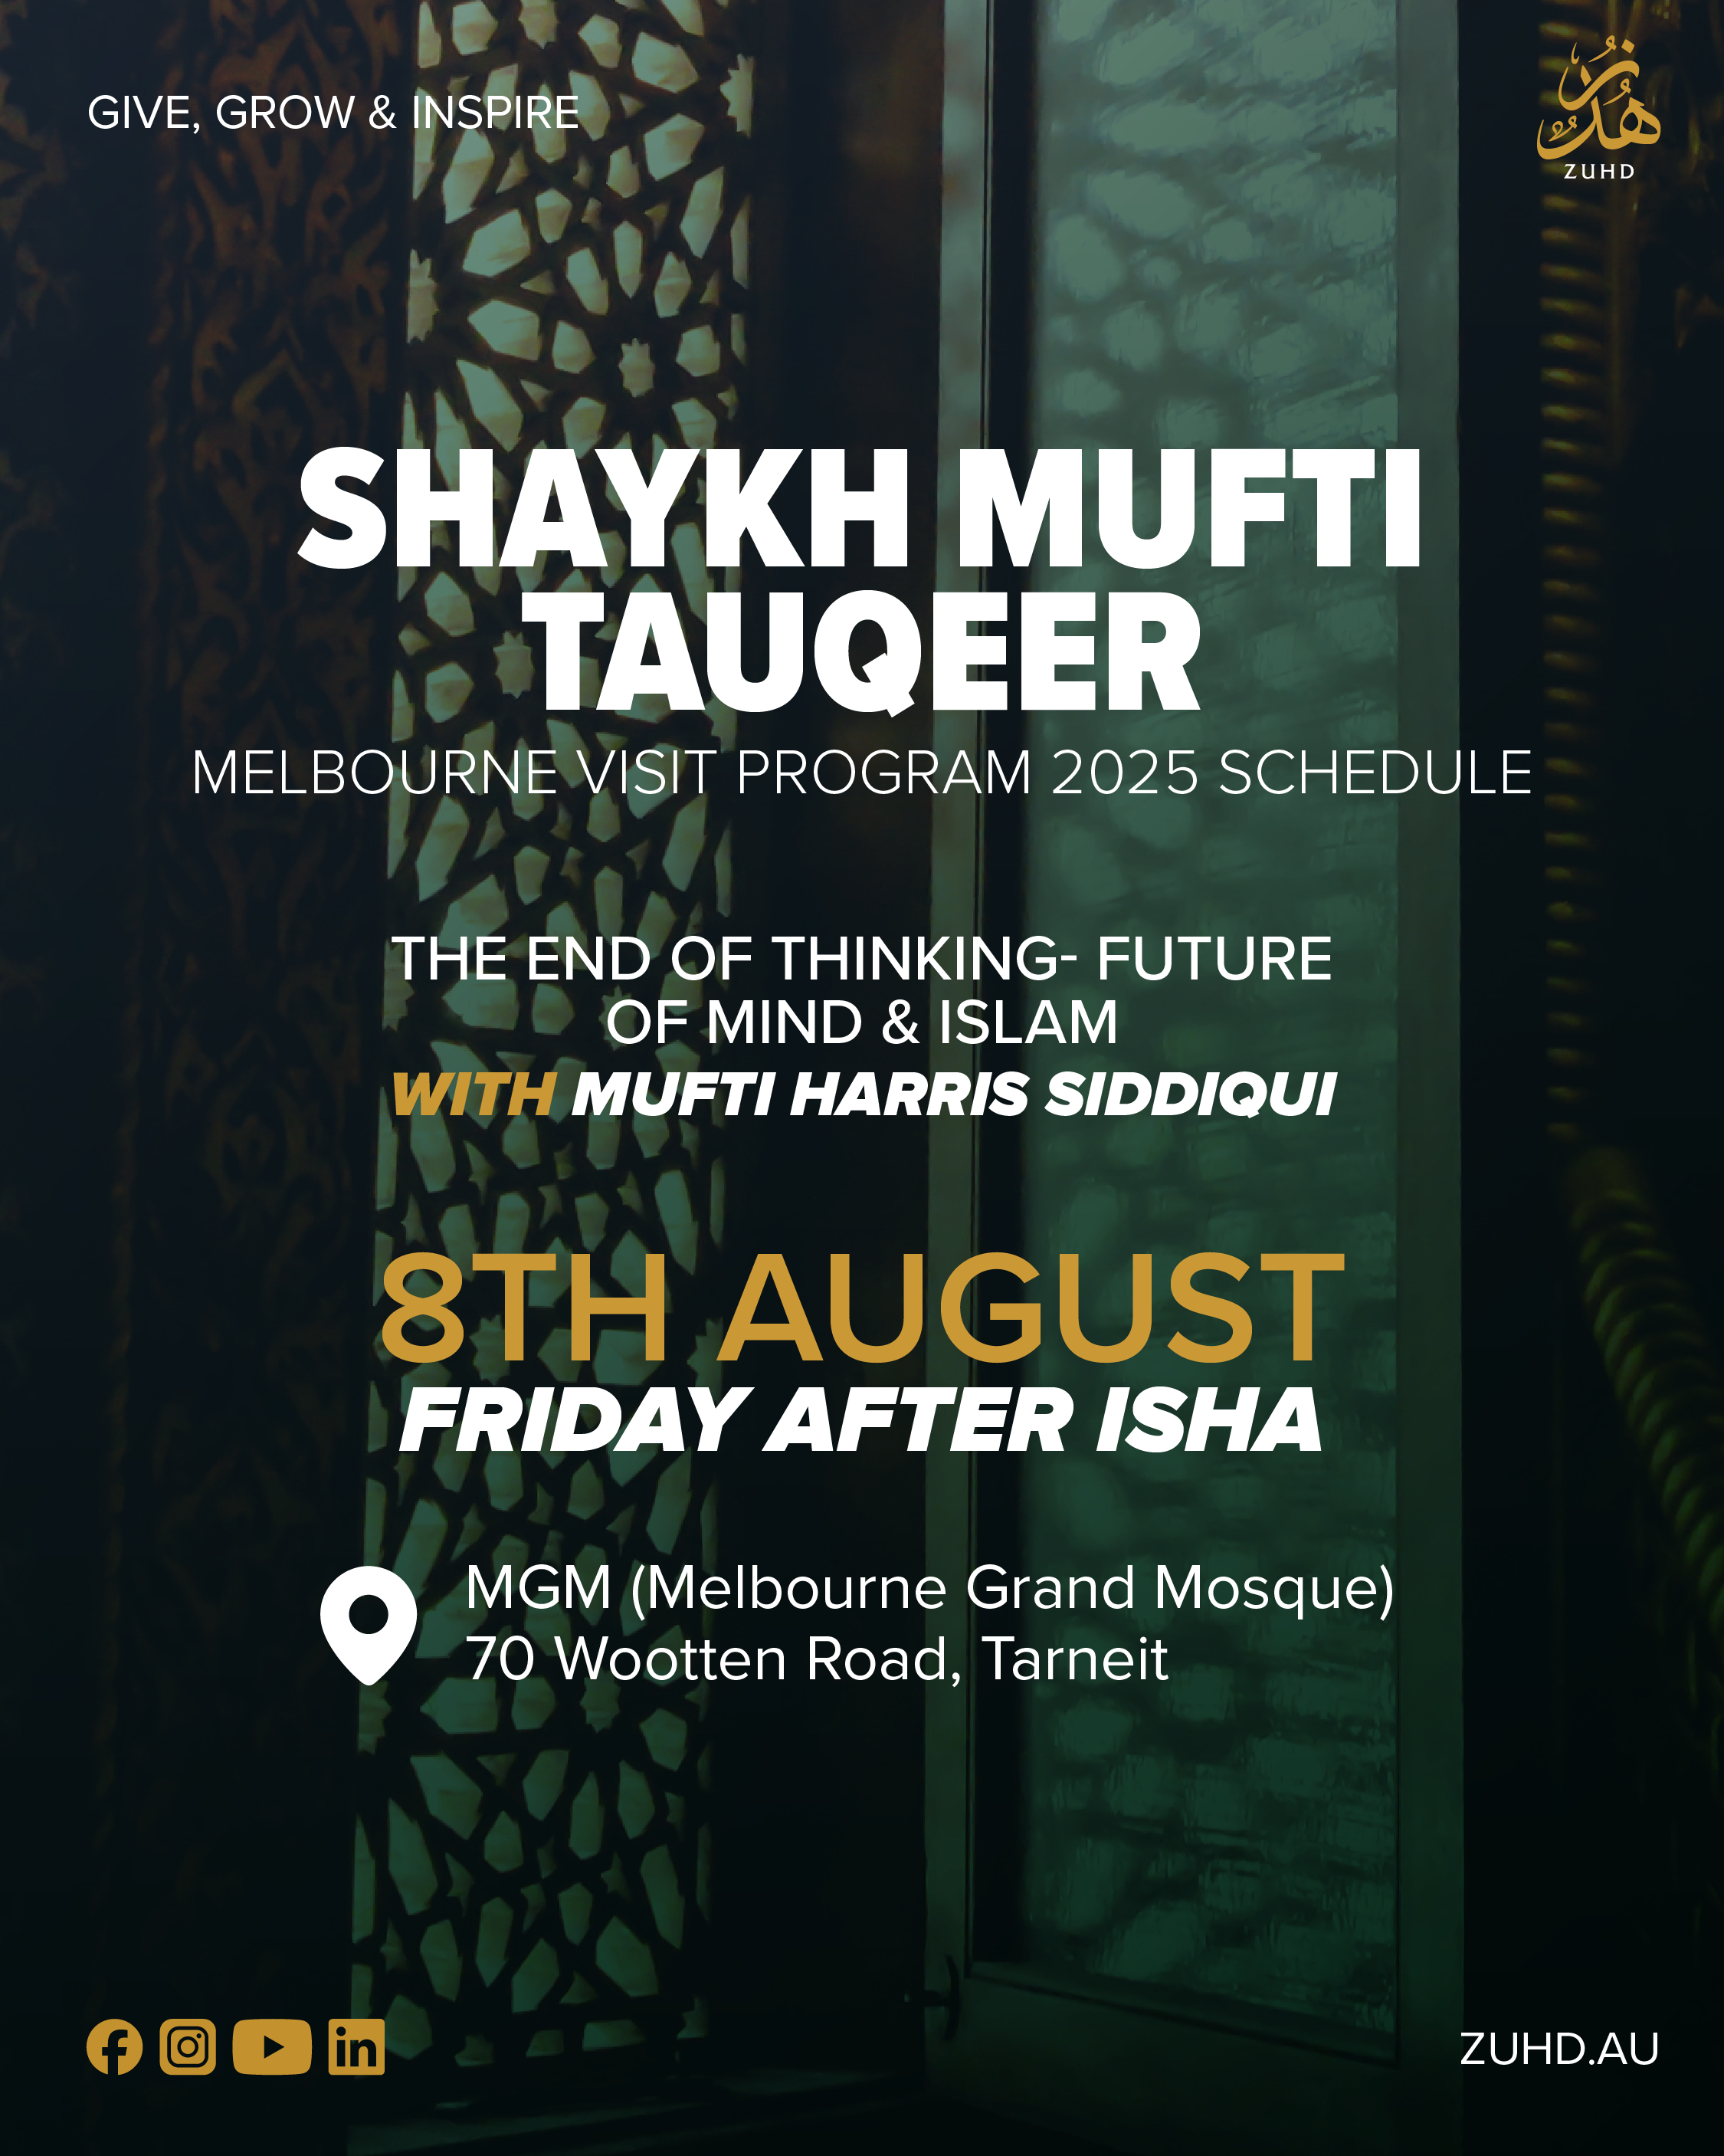 GIVE, GROW & INSPIRE
زُهُد
ZUHD
SHAYKH MUFTI
TAUQEER
MELBOURNE VISIT PROGRAM 2025 SCHEDULE
THE END OF THINKING- FUTURE
OF MIND & ISLAM
WITH MUFTI HARRIS SIDDIQUI
8TH AUGUST
FRIDAY AFTER ISHA
MGM (Melbourne Grand Mosque)
70 Wootten Road, Tarneit
ZUHD.AU